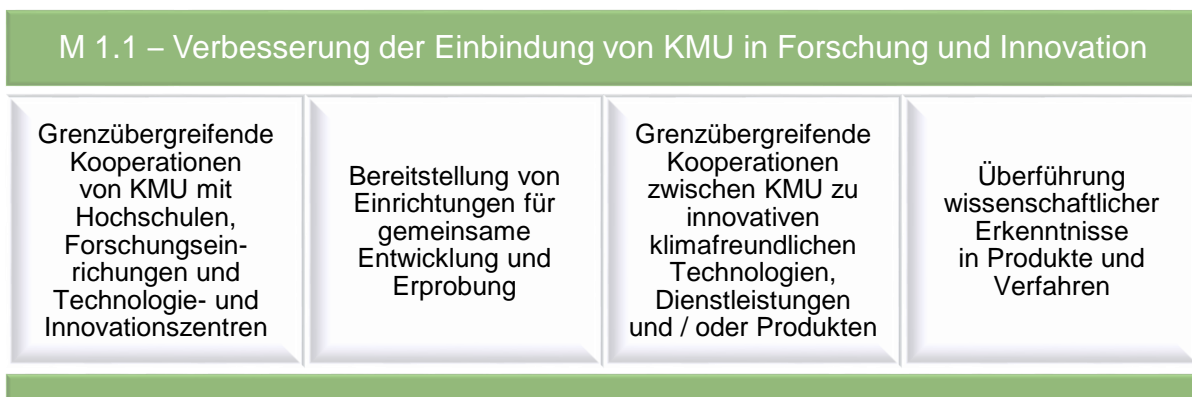 M 1.1 – Verbesserung der Einbindung von KMU in Forschung und Innovation
Grenzübergreifende
Kooperationen
von KMU mit
Hochschulen,
Forschungsein-
richungen und
Technologie- und
Innovationszentren
Bereitstellung von
Einrichtungen für
gemeinsame
Entwicklung und
Erprobung
Grenzübergreifende
Kooperationen
zwischen KMU zu
innovativen
klimafreundlichen
Technologien,
Dienstleistungen
und / oder Produkten
Überführung
wissenschaftlicher
Erkenntnisse
in Produkte und
Verfahren